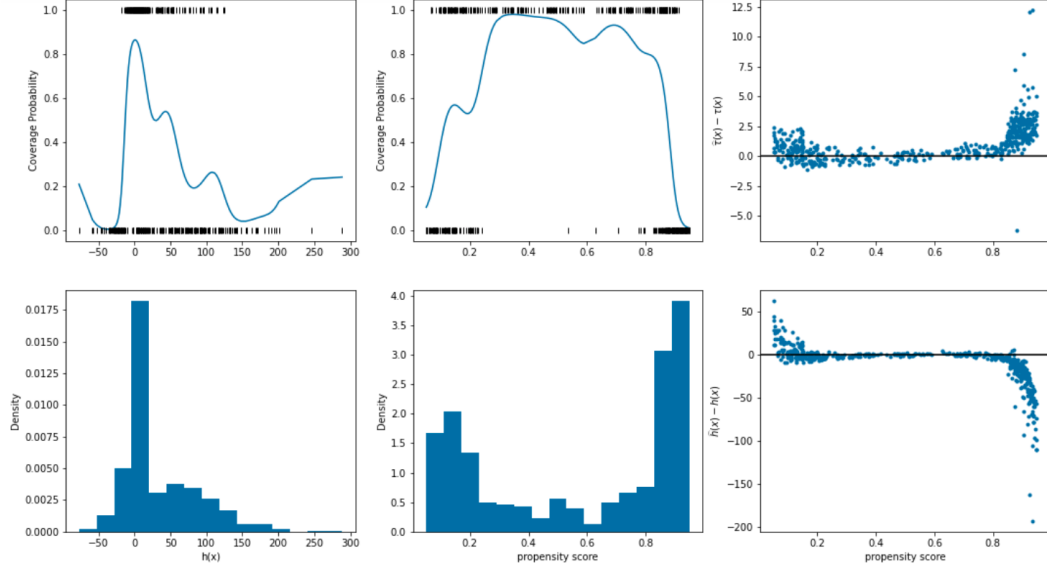 Coverage Probability
1.0
0.8
0.6
0.4
0.2
0.0
−50 0 50 100 150 200 250 300
Coverage Probability
1.0
0.8
0.6
0.4
0.2
0.0
0.2 0.4 0.6 0.8
τ̂(x) − τ(x)
12.5
10.0
7.5
5.0
2.5
0.0
−2.5
−5.0
0.2 0.4 0.6 0.8
Density
0.0175
0.0150
0.0125
0.0100
0.0075
0.0050
0.0025
0.0000
−50 0 50 100 150 200 250 300
h(x)
Density
4.0
3.5
3.0
2.5
2.0
1.5
1.0
0.5
0.0
0.2 0.4 0.6 0.8
propensity score
ĥ(x) − h(x)
50
0
−50
−100
−150
−200
0.2 0.4 0.6 0.8
propensity score